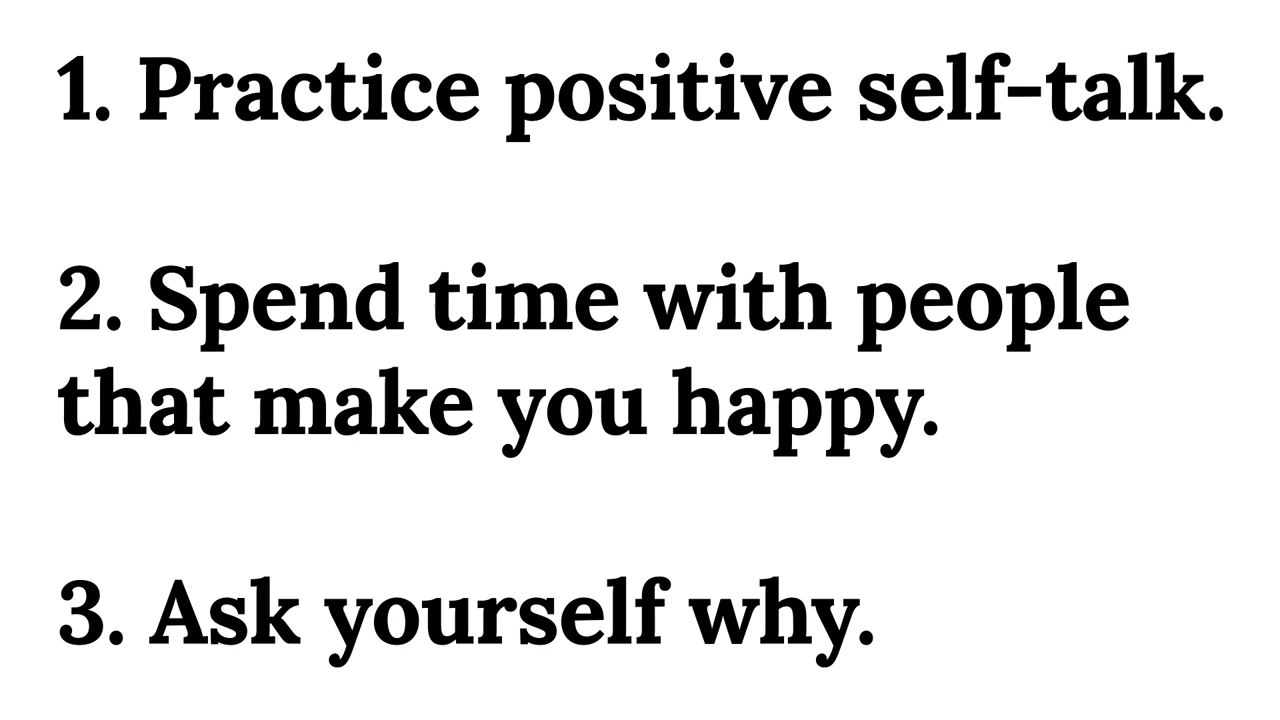 1. Practice positive self-talk.
2. Spend time with people
that make you happy.
3. Ask yourself why.